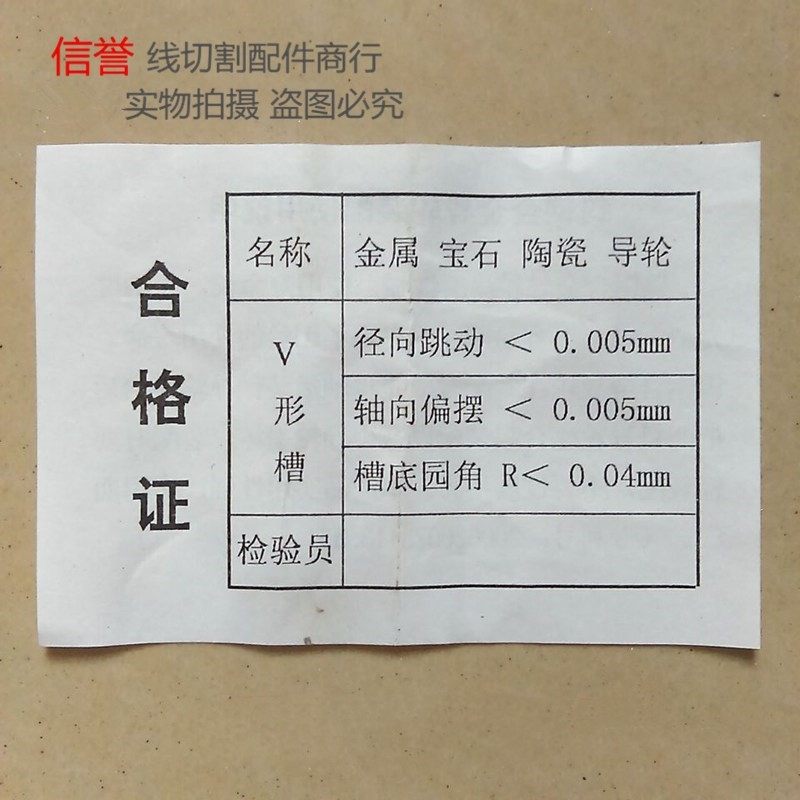 信誉 线切割配件商行
实物拍摄 盗图必究
合格证
名称 金属 宝石 陶瓷 导轮
V形槽
径向跳动 < 0.005mm
轴向偏摆 < 0.005mm
槽底园角 R< 0.04mm
检验员